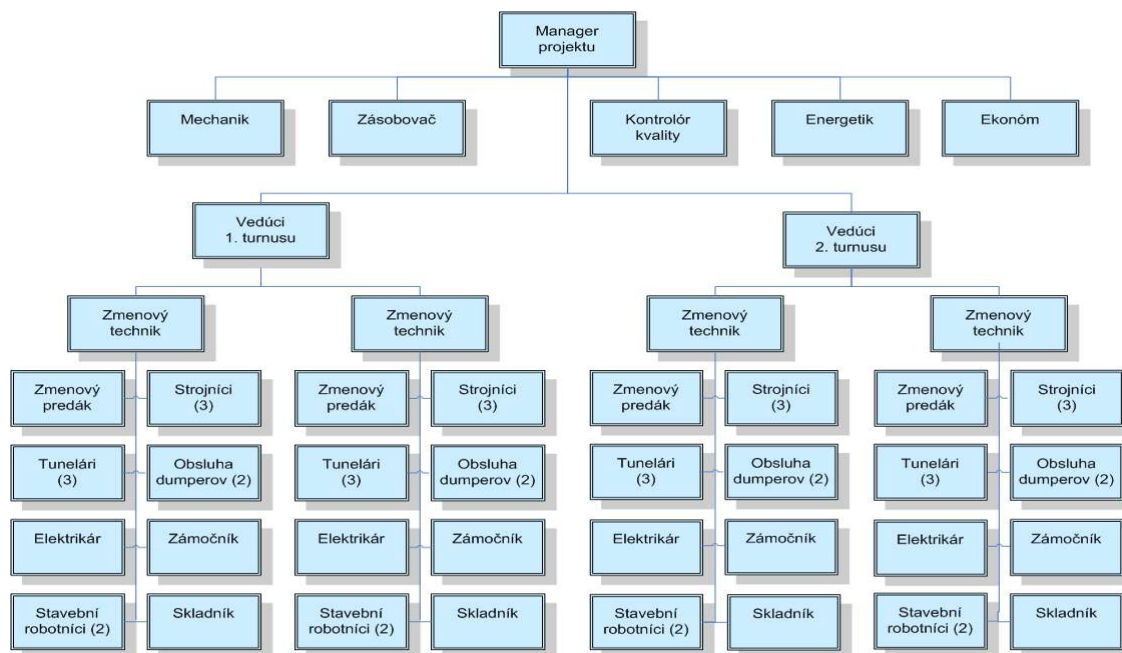 Manager
projektu
Mechanik
Zásobovač
Kontrolór
kvality
Energetik
Ekonóm
Vedúci
1. turnusu
Vedúci
2. turnusu
Zmenový
technik
Zmenový
technik
Zmenový
technik
Zmenový
technik
Zmenový
predák
Strojníci
(3)
Zmenový
predák
Strojníci
(3)
Zmenový
predák
Strojníci
(3)
Zmenový
predák
Strojníci
(3)
Tunelári
(3)
Obsluha
dumperov (2)
Tunelári
(3)
Obsluha
dumperov (2)
Tunelári
(3)
Obsluha
dumperov (2)
Tunelári
(3)
Obsluha
dumperov (2)
Elektrikár
Zámočník
Elektrikár
Zámočník
Elektrikár
Zámočník
Elektrikár
Zámočník
Stavební
robotníci (2)
Skladník
Stavební
robotníci (2)
Skladník
Stavební
robotníci (2)
Skladník
Stavební
robotníci (2)
Skladník